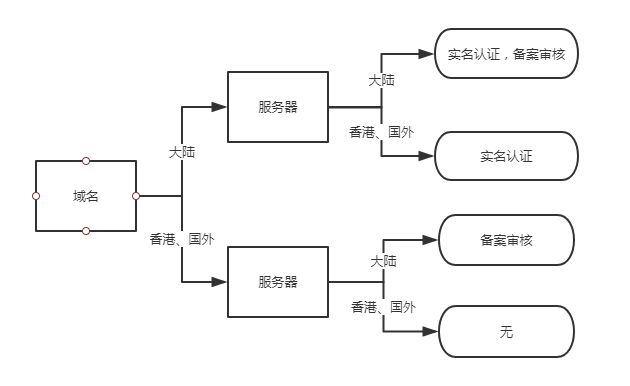 实名认证，备案审核
大陆
服务器
香港、国外
大陆
实名认证
域名
香港、国外
备案审核
大陆
服务器
香港、国外
无